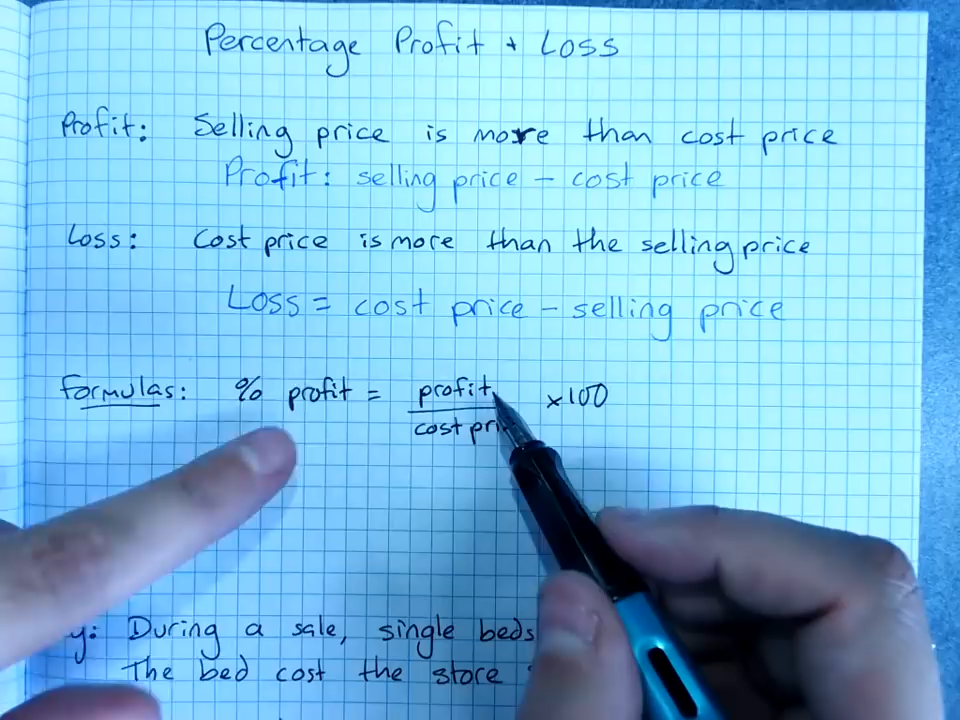 Percentage Profit + Loss
Profit: Selling price is more than cost price
Profit: selling price - cost price
Loss: Cost price is more than the selling price
Loss = cost price - selling price
Formulas: % profit = profit × 100
cost pri
y: During a sale, single beds
The bed cost the store